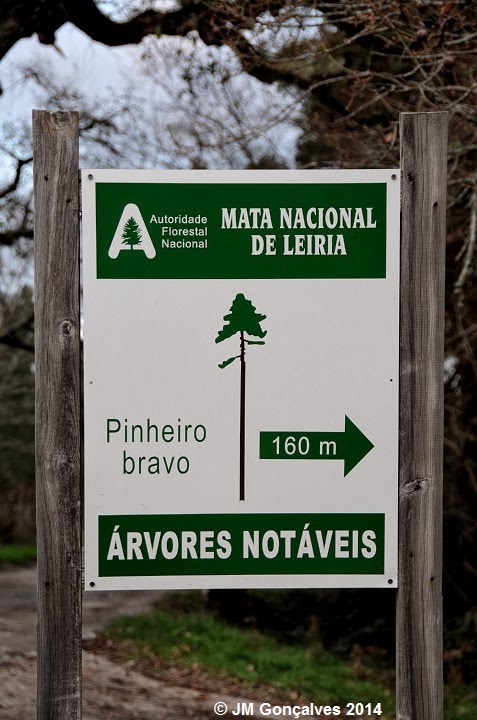 Autoridade
Florestal
Nacional
MATA NACIONAL
DE LEIRIA
Pinheiro
bravo
160 m
ÁRVORES NOTÁVEIS
© JM Gonçalves 2014